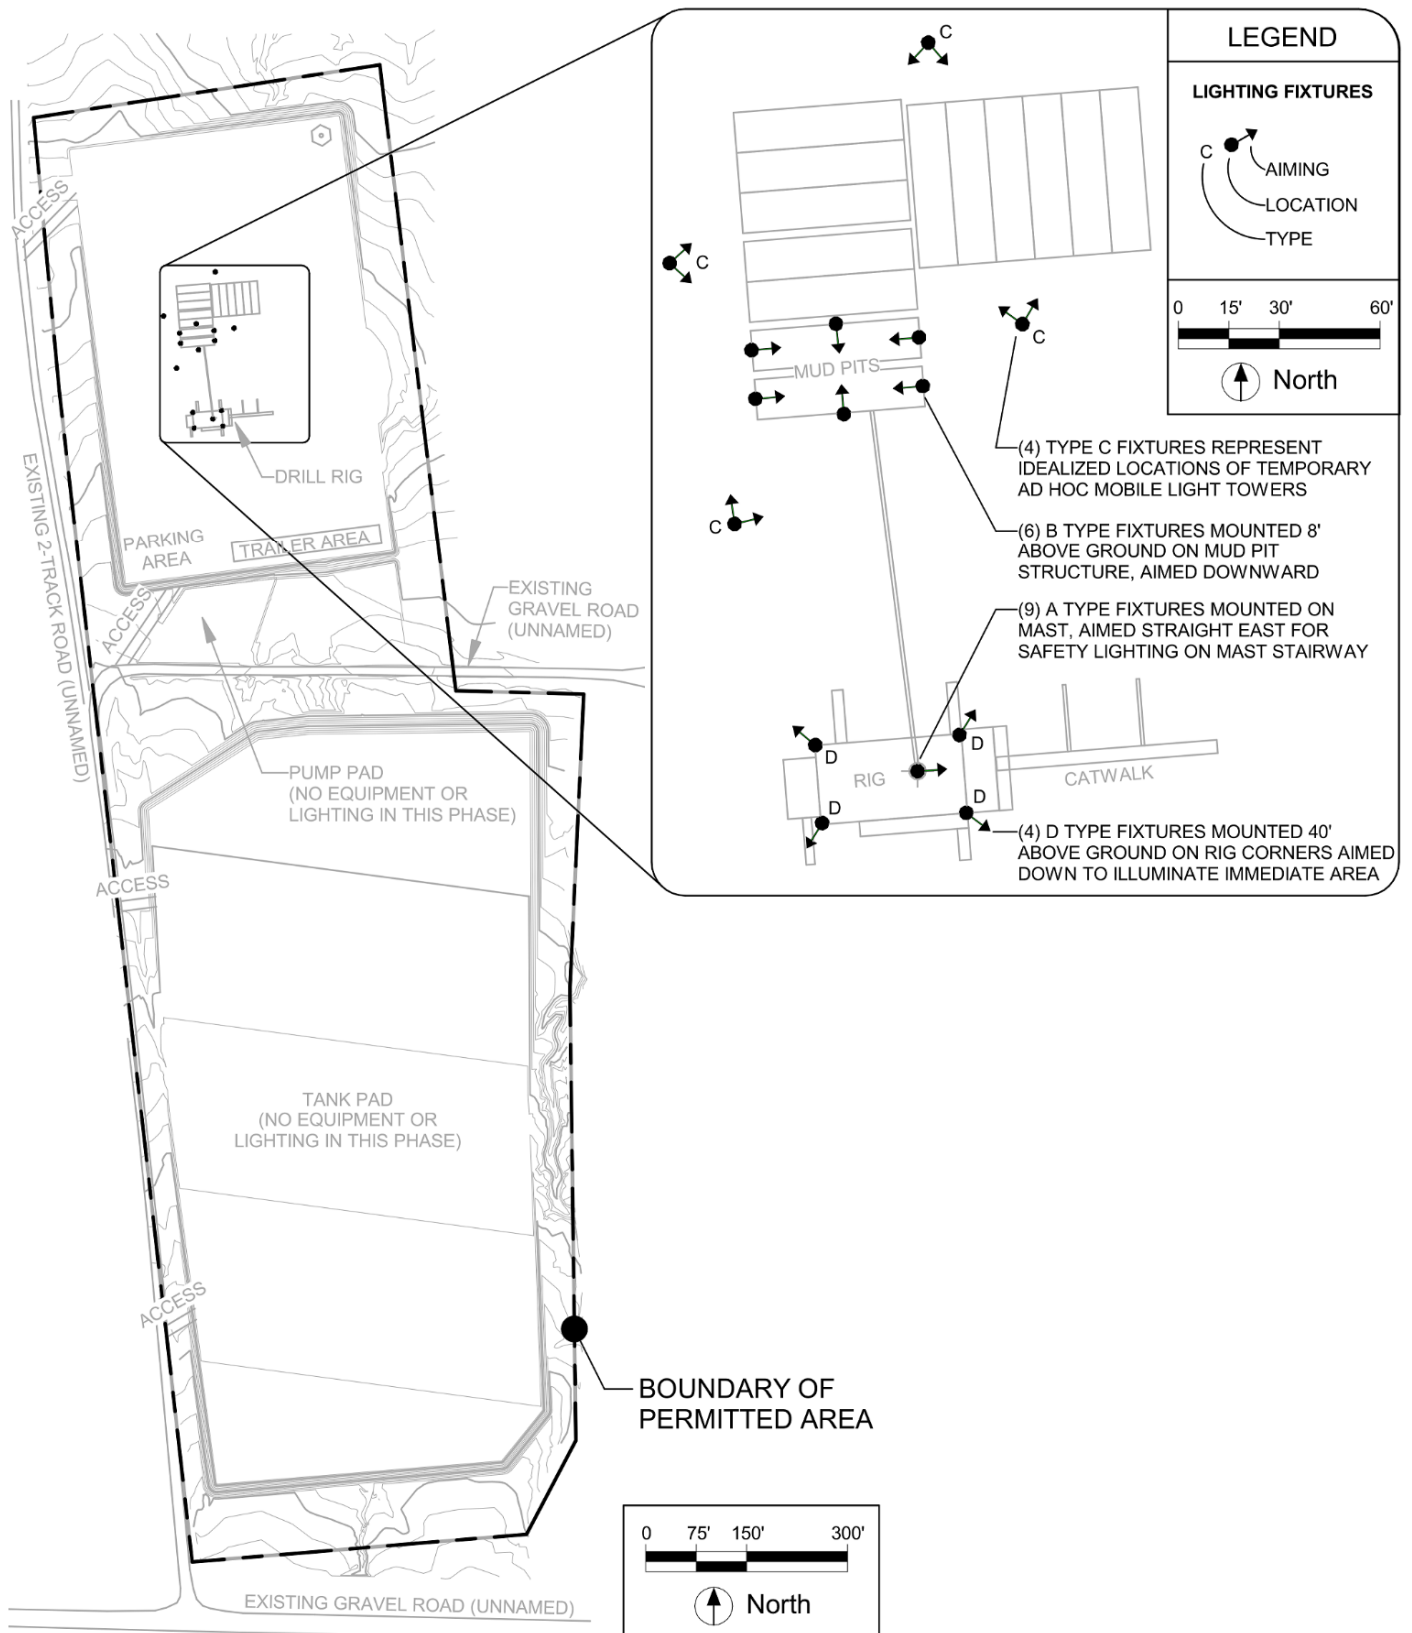 ACCESS
EXISTING 2-TRACK ROAD (UNNAMED)
DRILL RIG
PARKING
AREA
TRAILER AREA
ACCESS
EXISTING
GRAVEL ROAD
(UNNAMED)
PUMP PAD
(NO EQUIPMENT OR
LIGHTING IN THIS PHASE)
ACCESS
TANK PAD
(NO EQUIPMENT OR
LIGHTING IN THIS PHASE)
ACCESS
BOUNDARY OF
PERMITTED AREA
EXISTING GRAVEL ROAD (UNNAMED)
0 75' 150' 300'
North
C
C
C
C
MUD PITS
(4) TYPE C FIXTURES REPRESENT
IDEALIZED LOCATIONS OF TEMPORARY
AD HOC MOBILE LIGHT TOWERS
(6) B TYPE FIXTURES MOUNTED 8'
ABOVE GROUND ON MUD PIT
STRUCTURE, AIMED DOWNWARD
(9) A TYPE FIXTURES MOUNTED ON
MAST, AIMED STRAIGHT EAST FOR
SAFETY LIGHTING ON MAST STAIRWAY
D
D
RIG
CATWALK
D
D
(4) D TYPE FIXTURES MOUNTED 40'
ABOVE GROUND ON RIG CORNERS AIMED
DOWN TO ILLUMINATE IMMEDIATE AREA
LEGEND
LIGHTING FIXTURES
C
AIMING
LOCATION
TYPE
0 15' 30' 60'
North